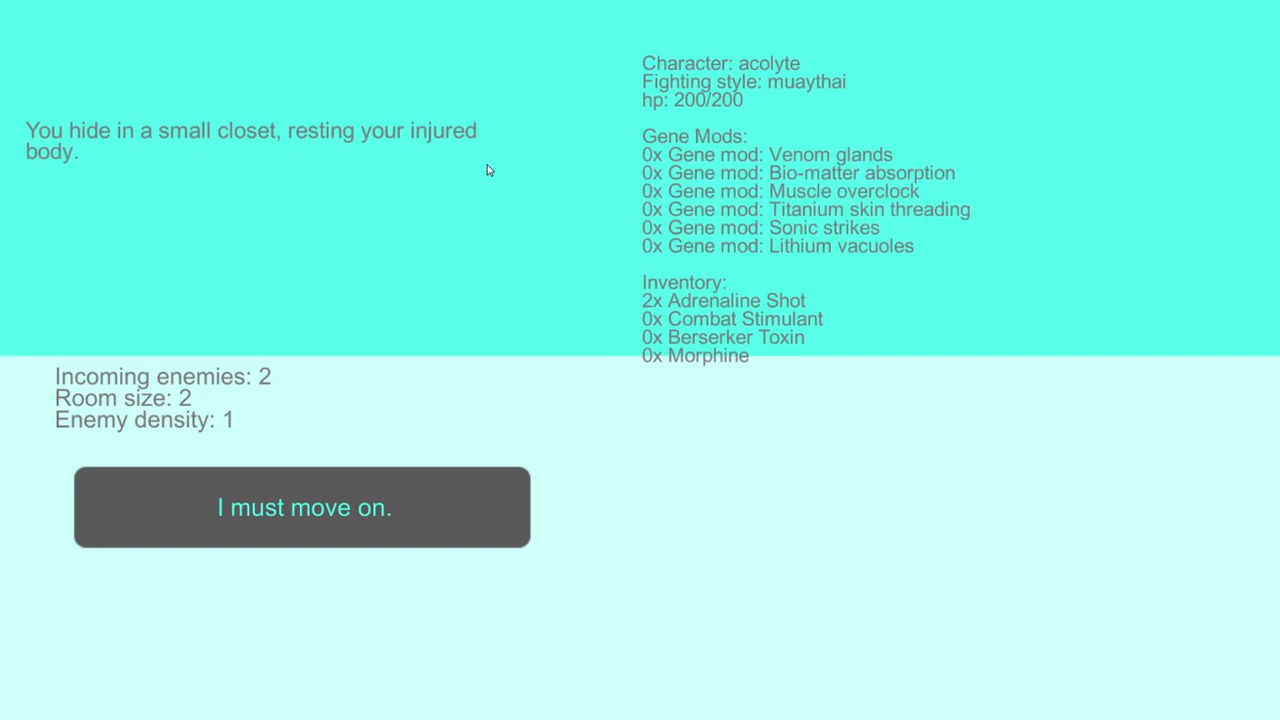 You hide in a small closet, resting your injured
body.
Character: acolyte
Fighting style: muaythai
hp: 200/200
Gene Mods:
0x Gene mod: Venom glands
0x Gene mod: Bio-matter absorption
0x Gene mod: Muscle overclock
0x Gene mod: Titanium skin threading
0x Gene mod: Sonic strikes
0x Gene mod: Lithium vacuoles
Inventory:
2x Adrenaline Shot
0x Combat Stimulant
0x Berserker Toxin
0x Morphine
Incoming enemies: 2
Room size: 2
Enemy density: 1
I must move on.